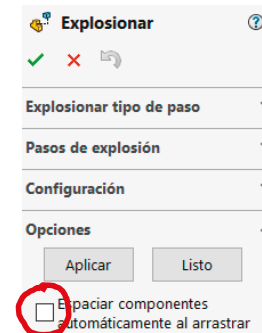 Explosionar
Explosionar tipo de paso
Pasos de explosión
Configuración
Opciones
Aplicar Listo
Espaciar componentes
automáticamente al arrastrar